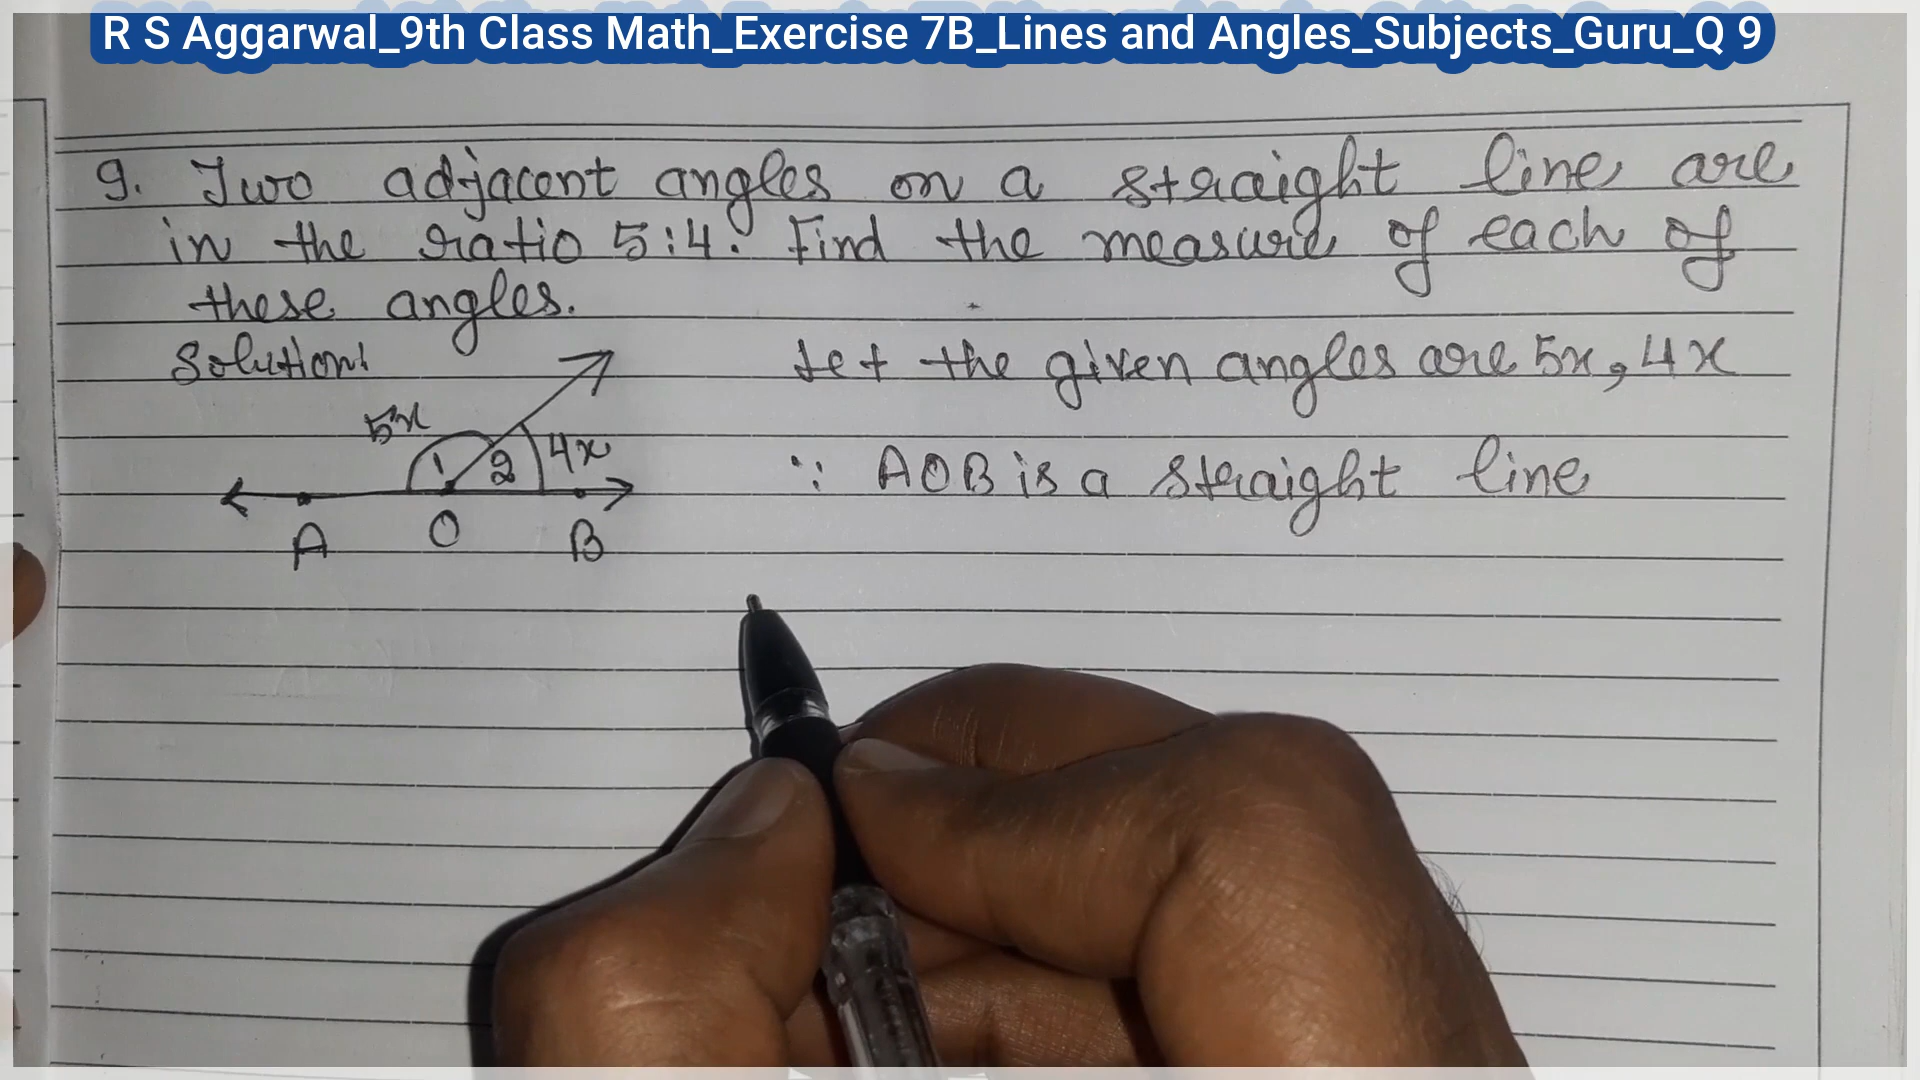 R S Aggarwal_9th Class Math_Exercise 7B_Lines and Angles_Subjects_Guru_Q 9
9. Two adjacent angles on a straight line are
in the ratio 5:4. Find the measure of each of
these angles.
Solution:
Let the given angles are 5x, 4x
5x
1
2
4x
∵ AOB is a straight line
A
O
B